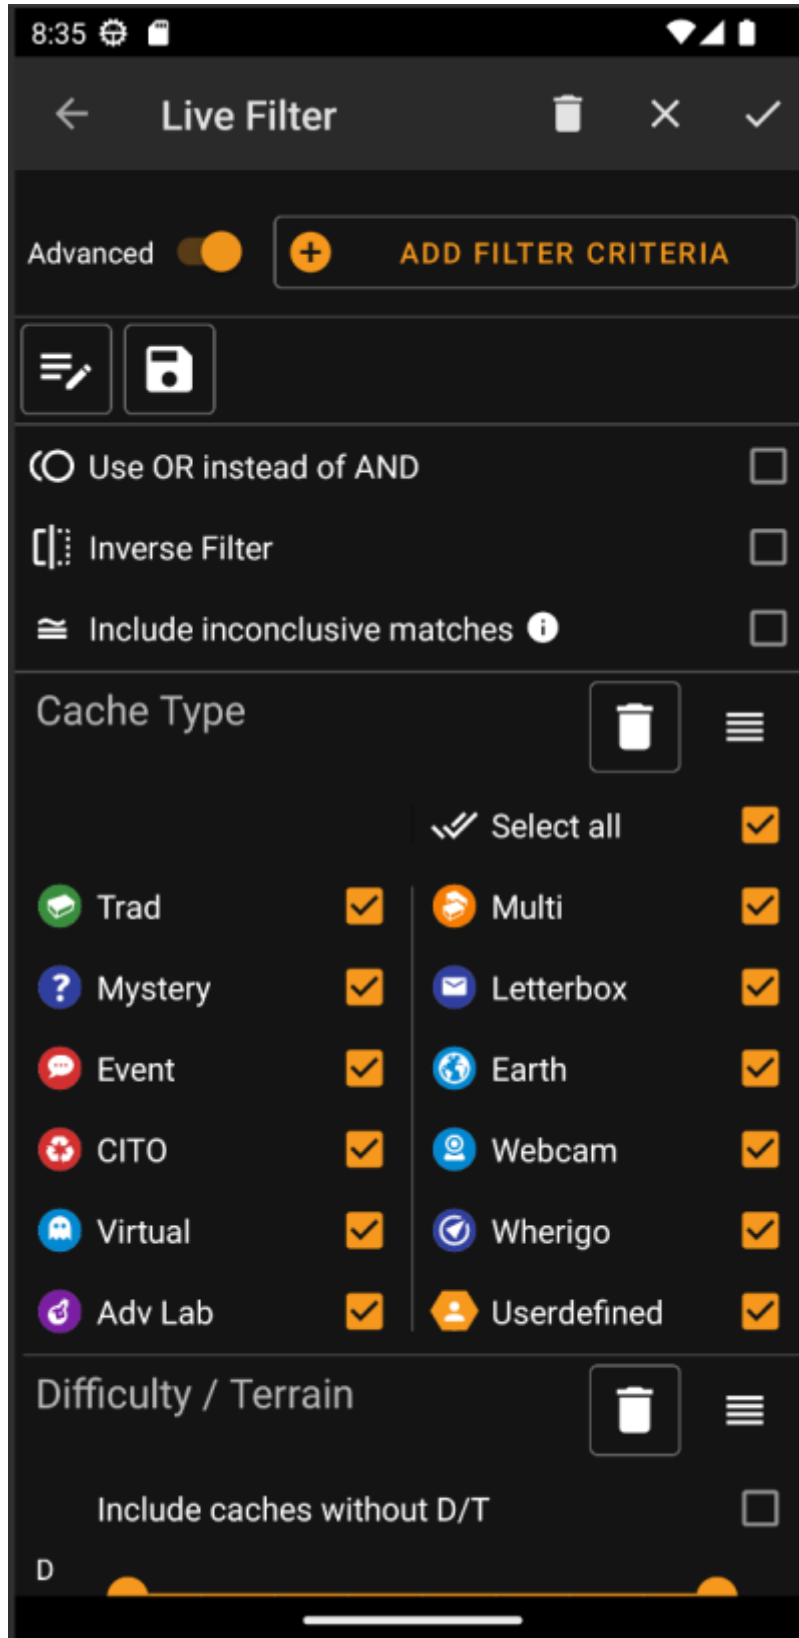 8:35
Live Filter
Advanced
ADD FILTER CRITERIA
Use OR instead of AND
Inverse Filter
Include inconclusive matches
Cache Type
Select all
Trad
Multi
Mystery
Letterbox
Event
Earth
CITO
Webcam
Virtual
Wherigo
Adv Lab
Userdefined
Difficulty / Terrain
Include caches without D/T
D